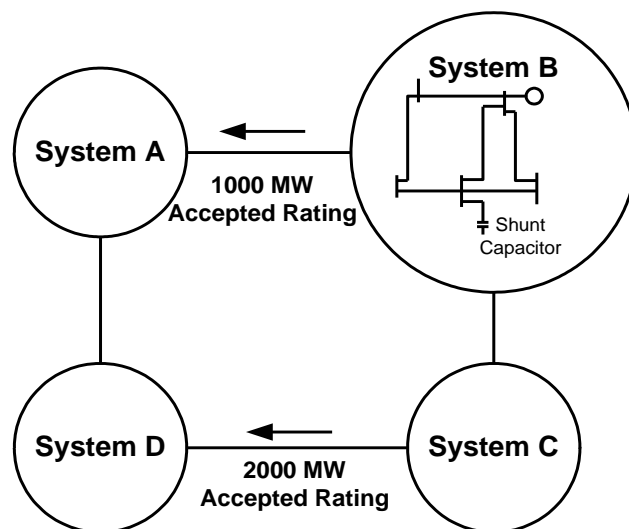 System B
System A
1000 MW
Accepted Rating
Shunt
Capacitor
System D
System C
2000 MW
Accepted Rating